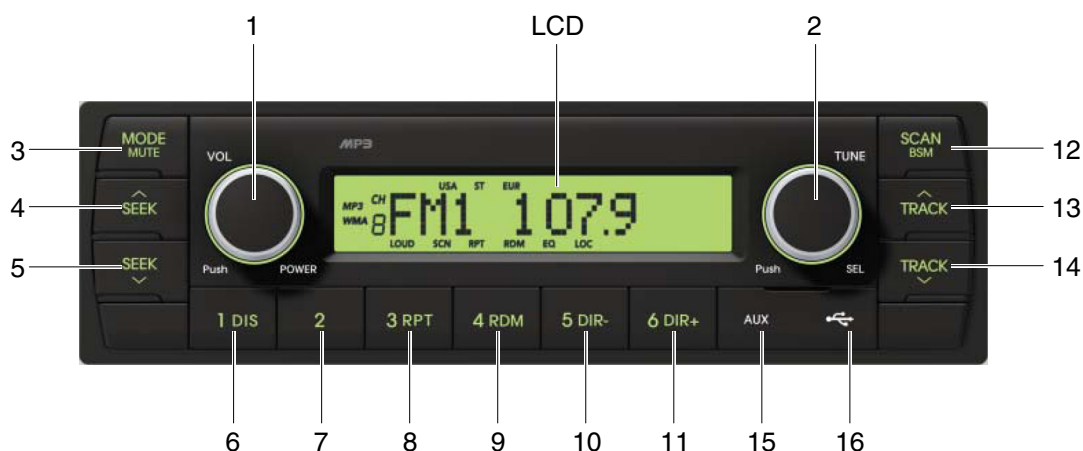 1 LCD 2
3 MODE MUTE
VOL
MP3
TUNE
SCAN BSM 12
4 SEEK
USA ST EUR
MP3 CH
WMA 8 FM1 107.9
LOUD SCN RPT RDM EQ LOC
TRACK 13
5 SEEK
Push POWER
Push SEL
TRACK 14
1 DIS 2 3 RPT 4 RDM 5 DIR- 6 DIR+ AUX
6 7 8 9 10 11 15 16